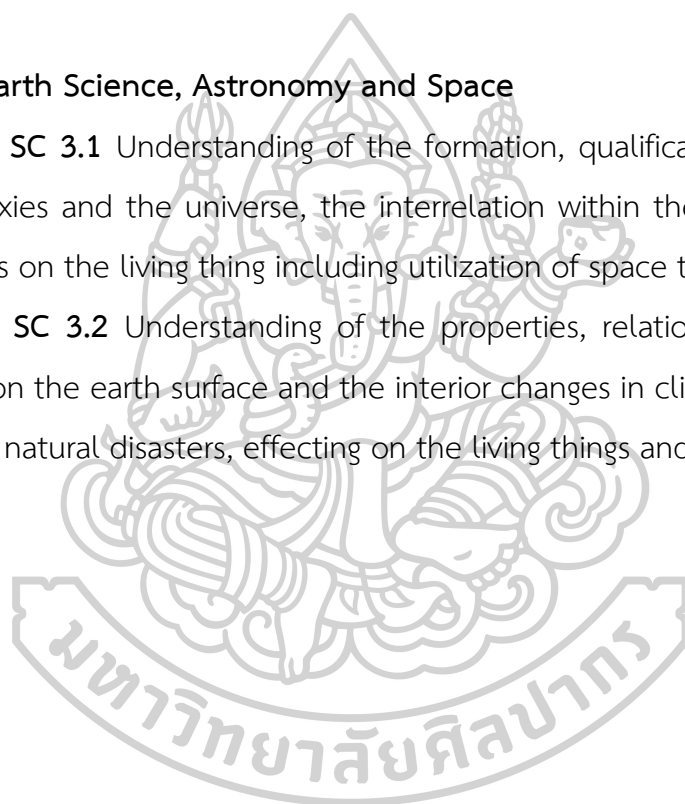 arth Science, Astronomy and Space
SC 3.1 Understanding of the formation, qualifica
xies and the universe, the interrelation within the
s on the living thing including utilization of space t
SC 3.2 Understanding of the properties, relatio
on the earth surface and the interior changes in cli
natural disasters, effecting on the living things and
มหาวิทยาลัยศิลปากร